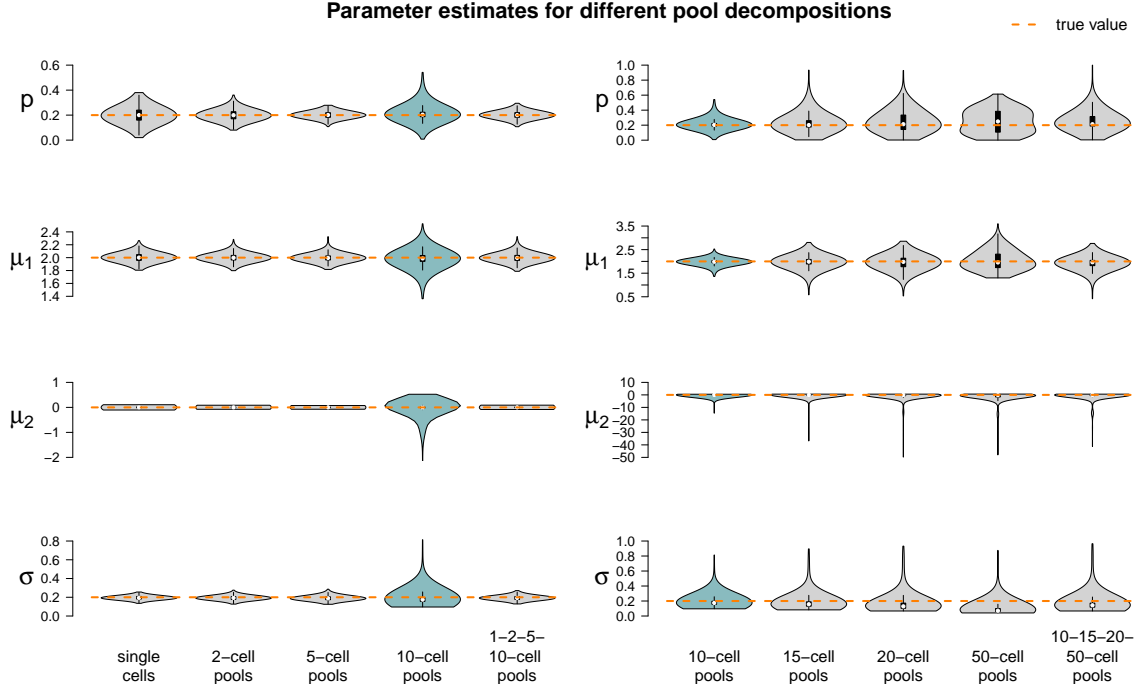 Parameter estimates for different pool decompositions
true value
p
0.6
0.4
0.2
0.0
p
1.0
0.8
0.6
0.4
0.2
0.0
μ1
2.4
2.2
2.0
1.8
1.6
1.4
μ1
3.5
2.5
1.5
0.5
μ2
1
0
−1
−2
μ2
10
0
−10
−20
−30
−40
−50
σ
0.8
0.6
0.4
0.2
0.0
σ
1.0
0.8
0.6
0.4
0.2
0.0
single
cells
2−cell
pools
5−cell
pools
10−cell
pools
1−2−5−
10−cell
pools
10−cell
pools
15−cell
pools
20−cell
pools
50−cell
pools
10−15−20−
50−cell
pools